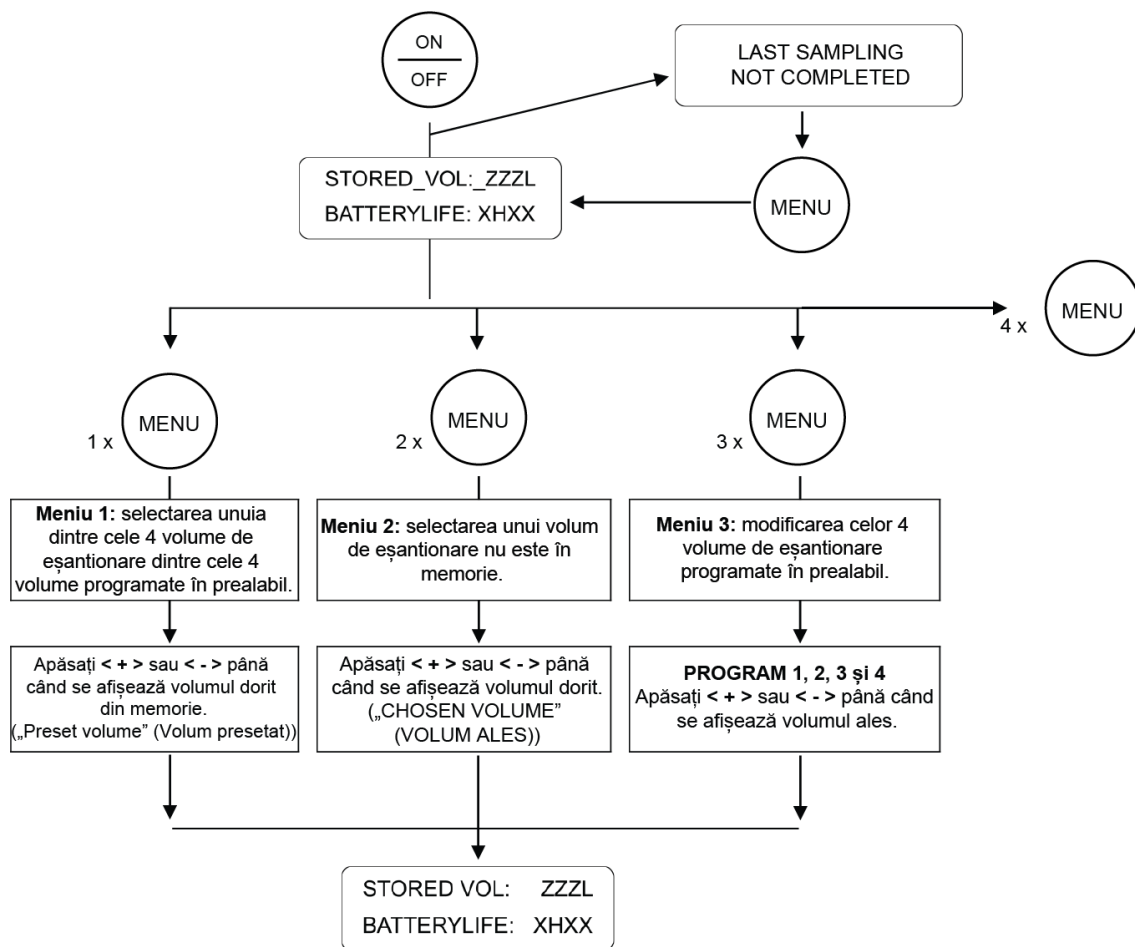 ON
OFF
LAST SAMPLING
NOT COMPLETED
STORED_VOL:_ZZZL
BATTERYLIFE: XHXX
MENU
MENU
4 x
MENU
1 x
MENU
2 x
MENU
3 x
Meniu 1: selectarea unuia
dintre cele 4 volume de
eșantionare dintre cele 4
volume programate în prealabil.
Meniu 2: selectarea unui volum
de eșantionare nu este în
memorie.
Meniu 3: modificarea celor 4
volume de eșantionare
programate în prealabil.
Apăsați < + > sau < - > până
când se afișează volumul dorit
din memorie.
(„Preset volume” (Volum presetat))
Apăsați < + > sau < - > până
când se afișează volumul dorit.
(„CHOSEN VOLUME”
(VOLUM ALES))
PROGRAM 1, 2, 3 și 4
Apăsați < + > sau < - > până când
se afișează volumul ales.
STORED VOL: ZZZL
BATTERYLIFE: XHXX